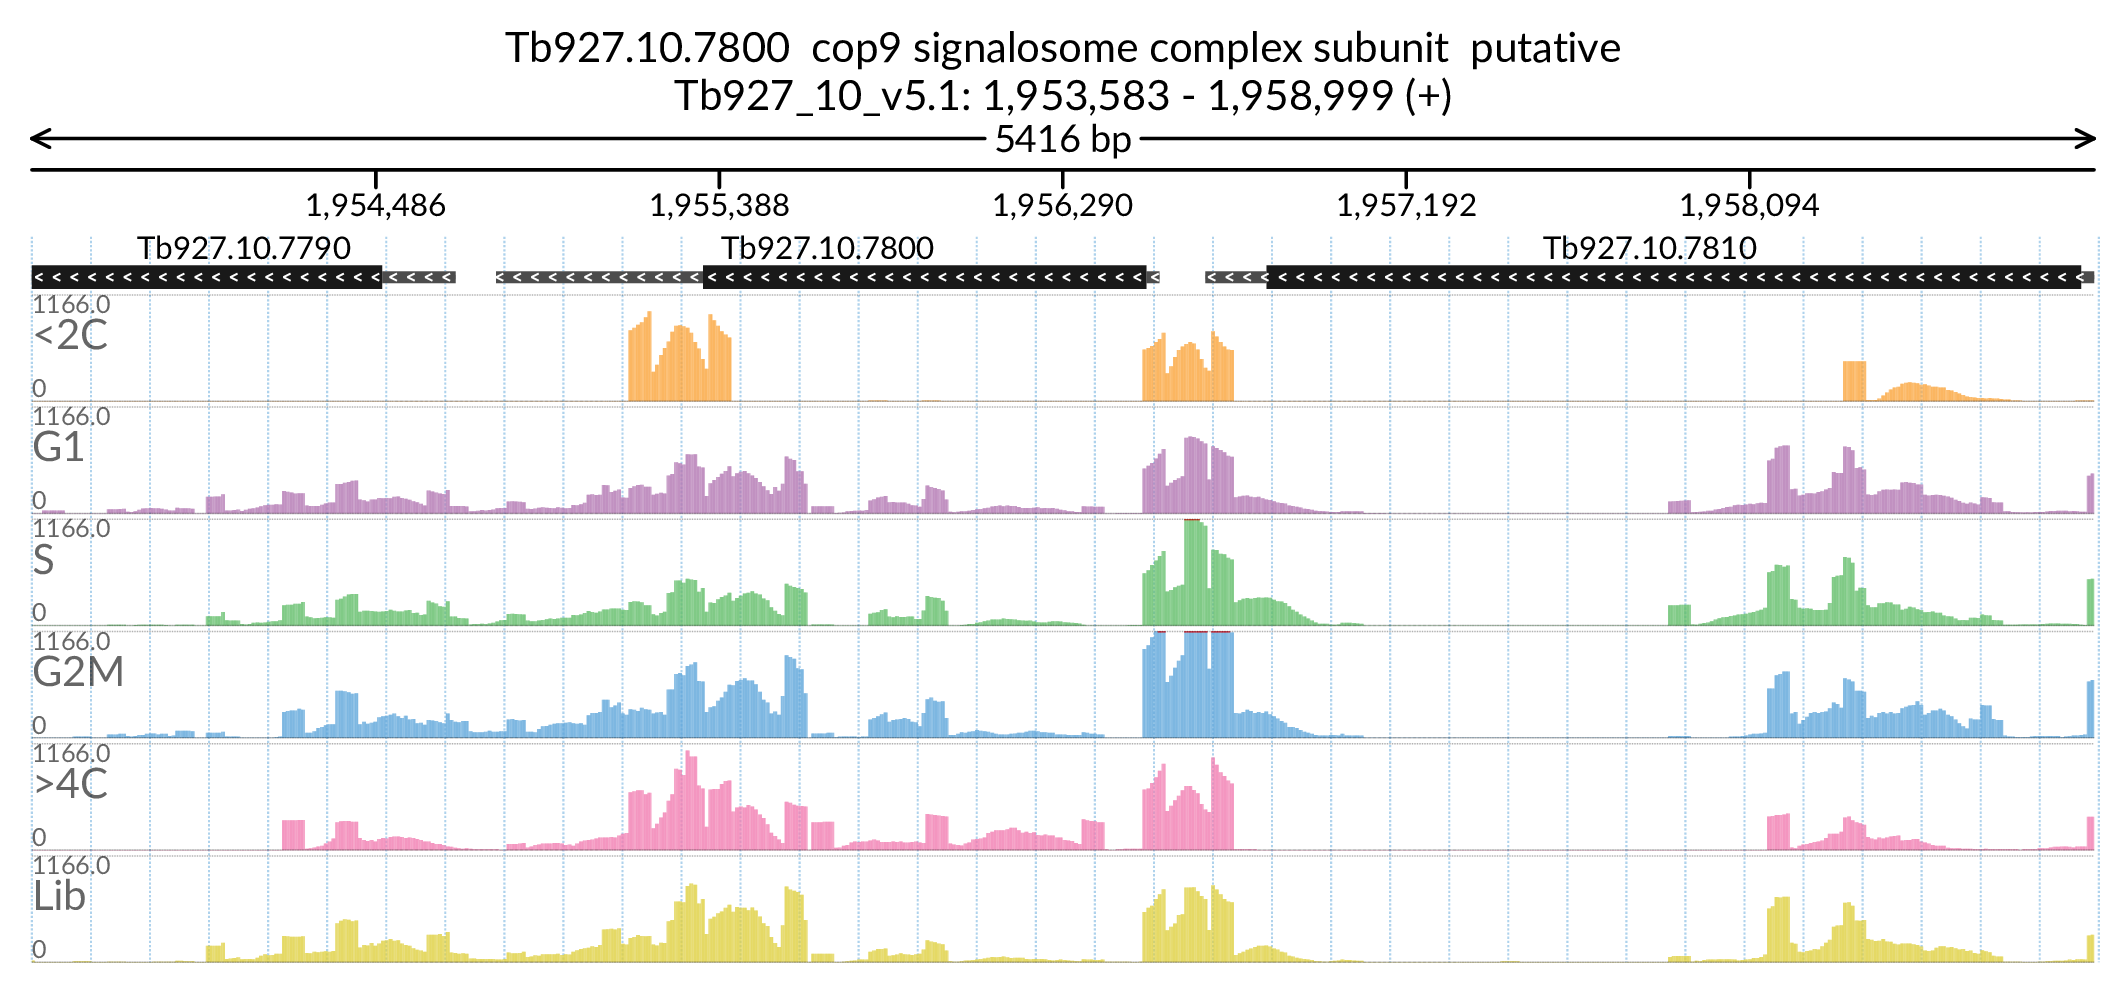 Tb927.10.7800  cop9 signalosome complex subunit  putative
Tb927_10_v5.1: 1,953,583 - 1,958,999 (+)
5416 bp
1,954,486 1,955,388 1,956,290 1,957,192 1,958,094
Tb927.10.7790 Tb927.10.7800 Tb927.10.7810
1166.0
<2C
0
1166.0
G1
0
1166.0
S
0
1166.0
G2M
0
1166.0
>4C
0
1166.0
Lib
0